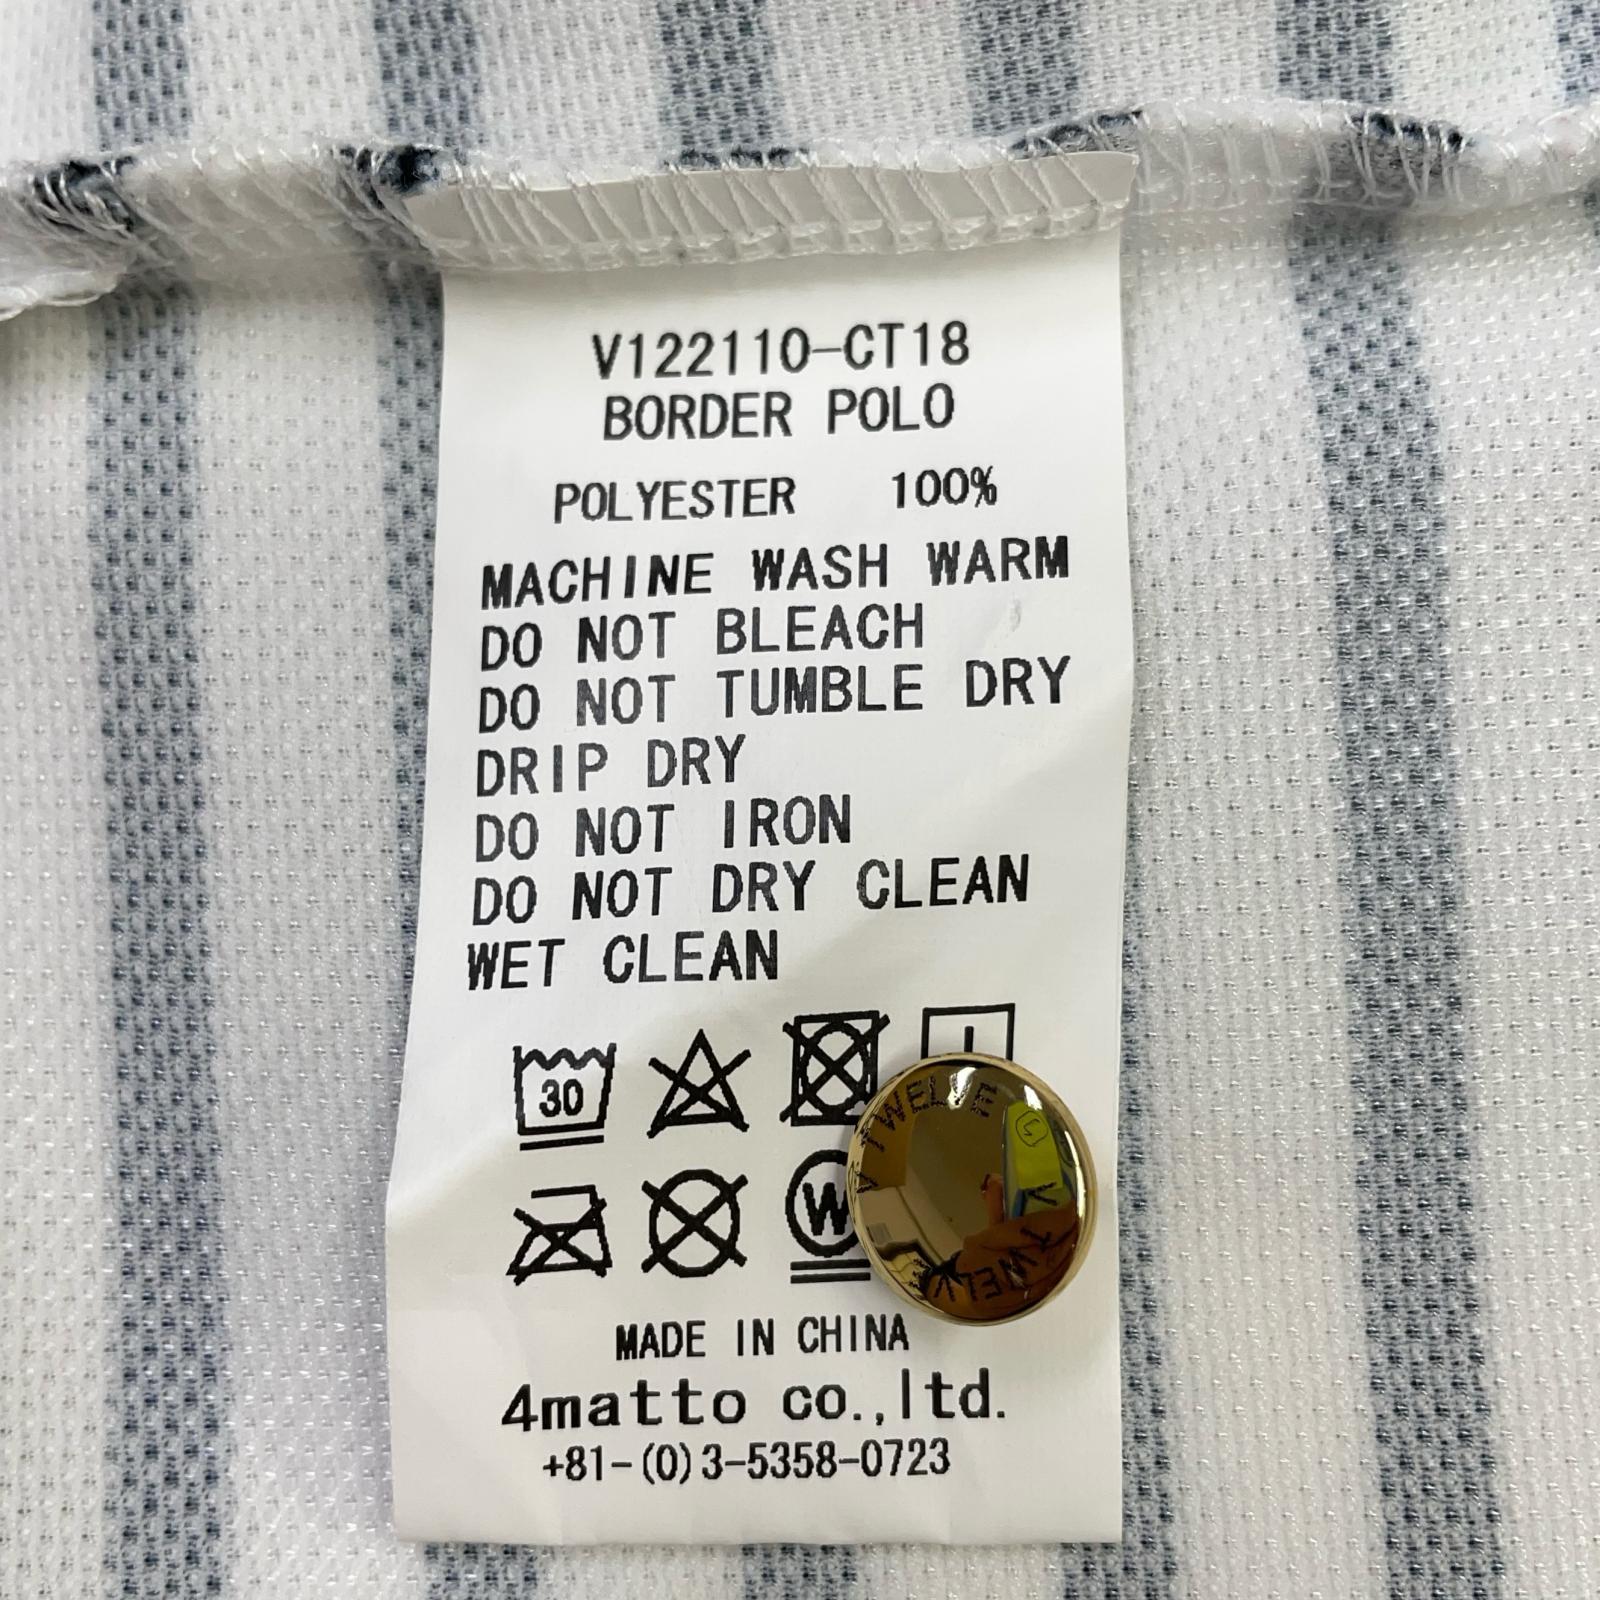 V122110-CT18
BORDER POLO
POLYESTER 100%
MACHINE WASH WARM
DO NOT BLEACH
DO NOT TUMBLE DRY
DRIP DRY
DO NOT IRON
DO NOT DRY CLEAN
WET CLEAN
30
W
V TWELVE
V TWELVE
MADE IN CHINA
4matto co.,ltd.
+81-(0)3-5358-0723